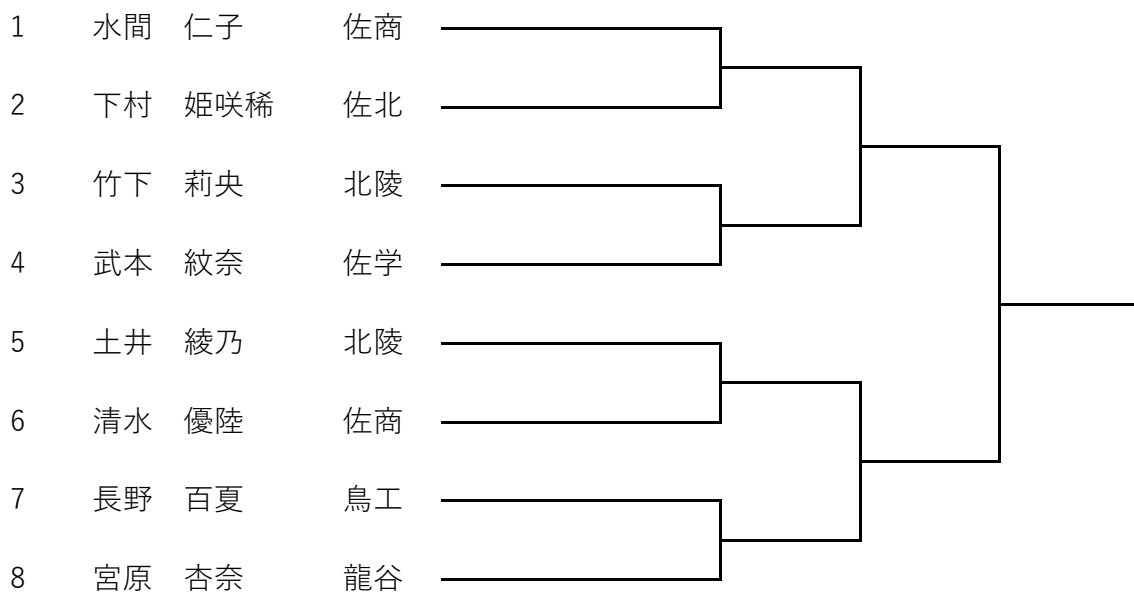 1 水間 仁子 佐商
2 下村 姫咲稀 佐北
3 竹下 莉央 北陵
4 武本 紋奈 佐学
5 土井 綾乃 北陵
6 清水 優陸 佐商
7 長野 百夏 鳥工
8 宮原 杏奈 龍谷